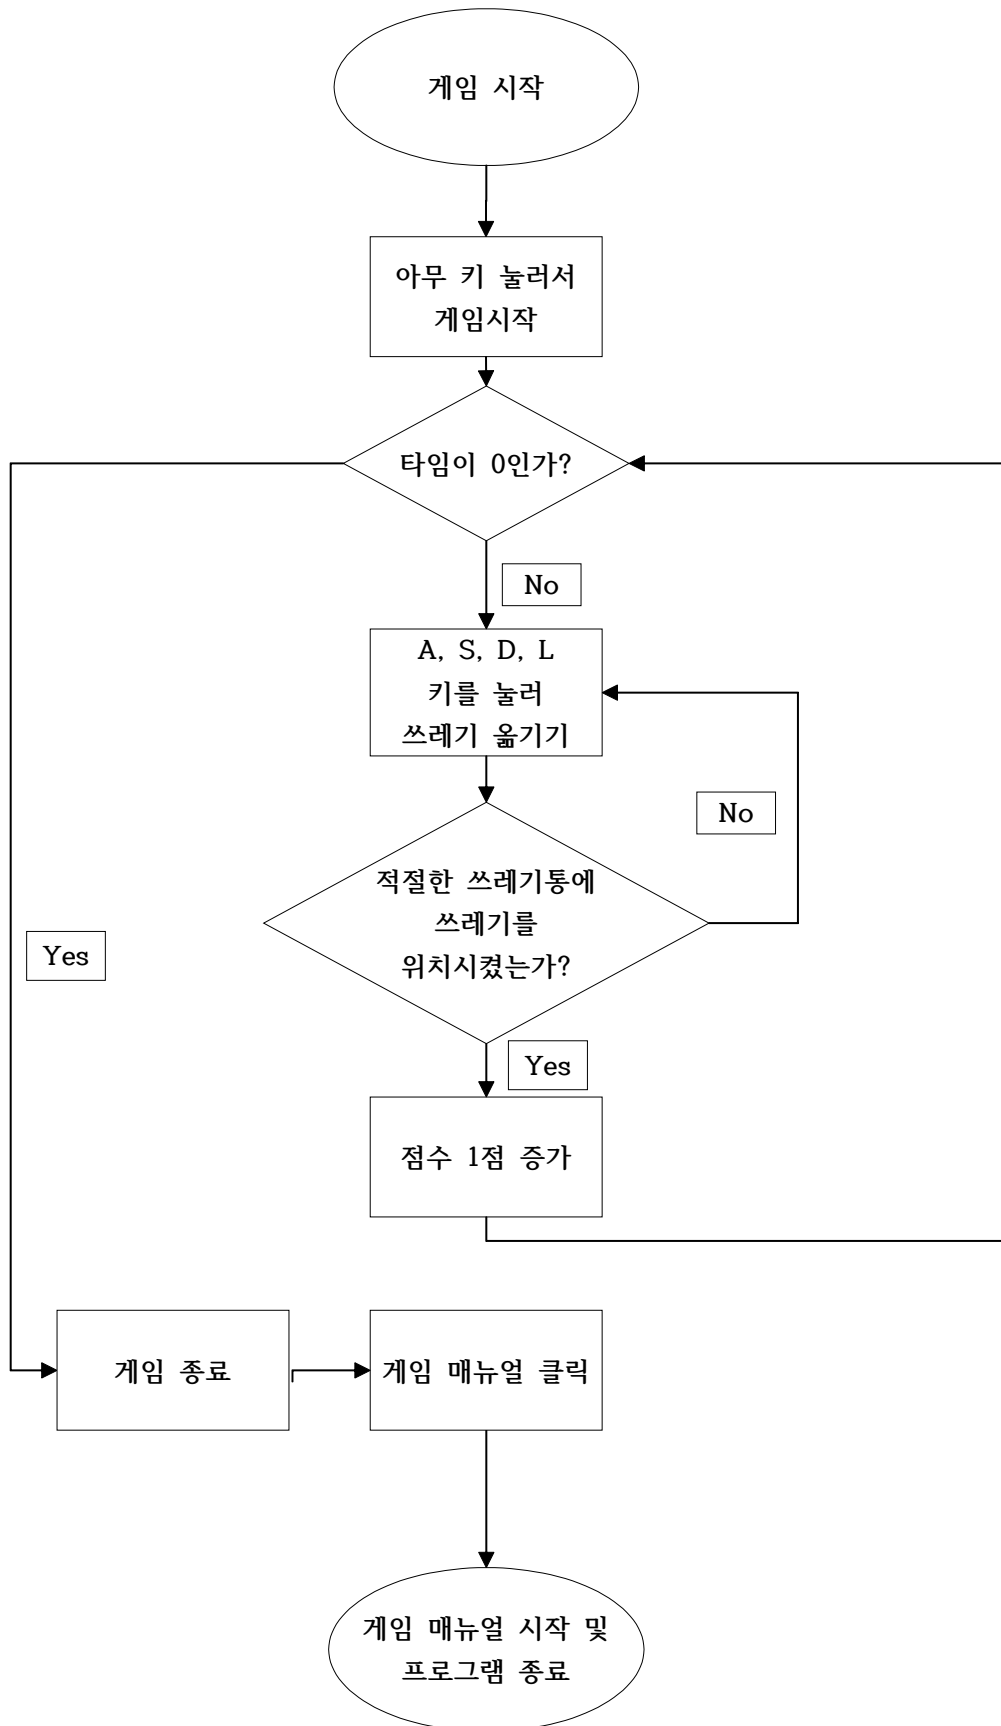 게임 시작
아무 키 눌러서
게임시작
타임이 0인가?
No
A, S, D, L
키를 눌러
쓰레기 옮기기
No
적절한 쓰레기통에
쓰레기를
위치시켰는가?
Yes
Yes
점수 1점 증가
게임 종료
게임 매뉴얼 클릭
게임 매뉴얼 시작 및
프로그램 종료